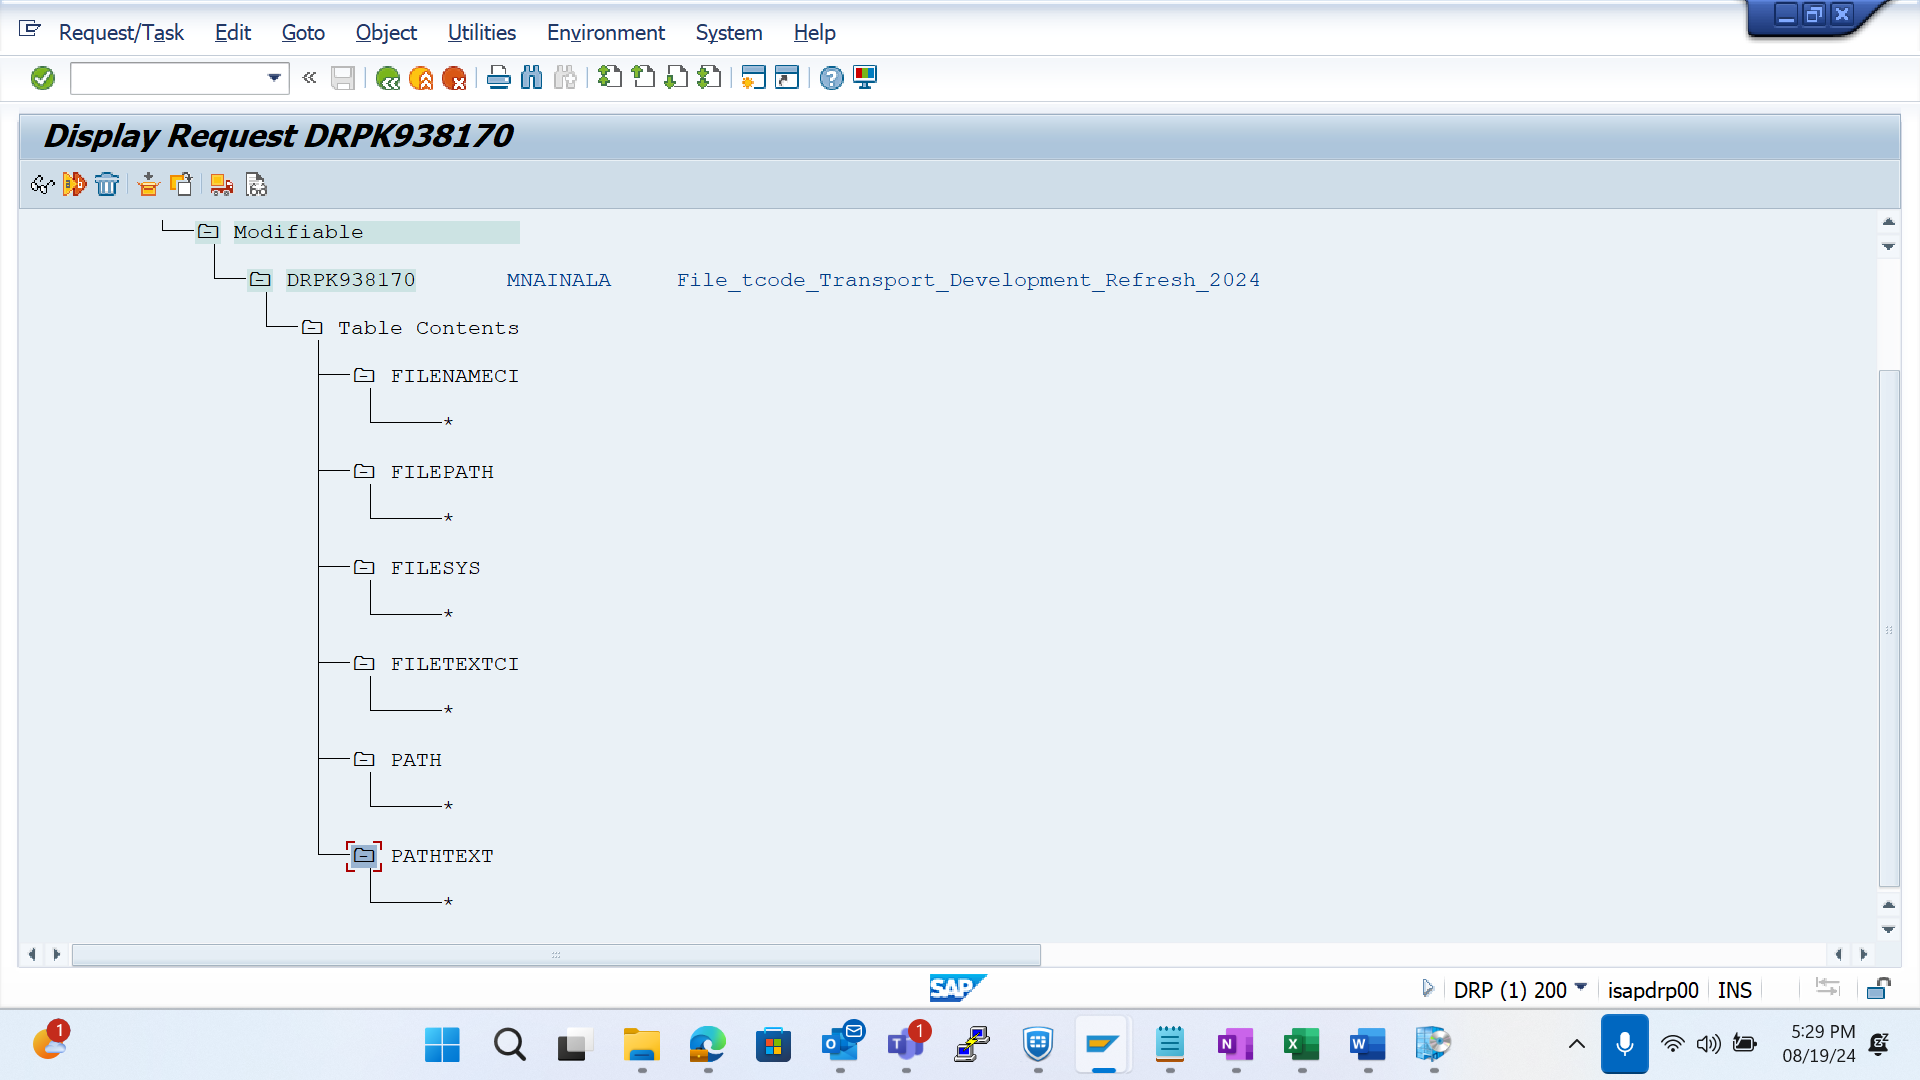 Request/Task Edit Goto Object Utilities Environment System Help
Display Request DRPK938170
Modifiable
DRPK938170 MNAINALA File_tcode_Transport_Development_Refresh_2024
Table Contents
FILENAMECI
*
FILEPATH
*
FILESYS
*
FILETEXTCI
*
PATH
*
PATHTEXT
*
SAP DRP (1) 200 isapdrp00 INS
1 1 5:29 PM
08/19/24